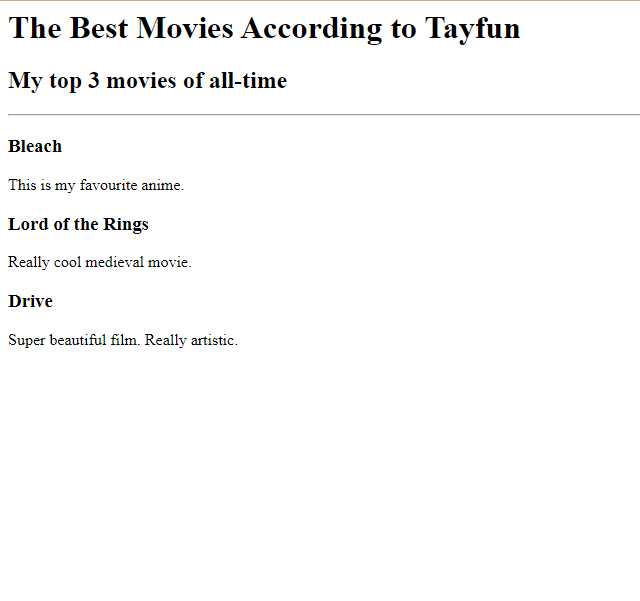 The Best Movies According to Tayfun
My top 3 movies of all-time
Bleach
This is my favourite anime.
Lord of the Rings
Really cool medieval movie.
Drive
Super beautiful film. Really artistic.